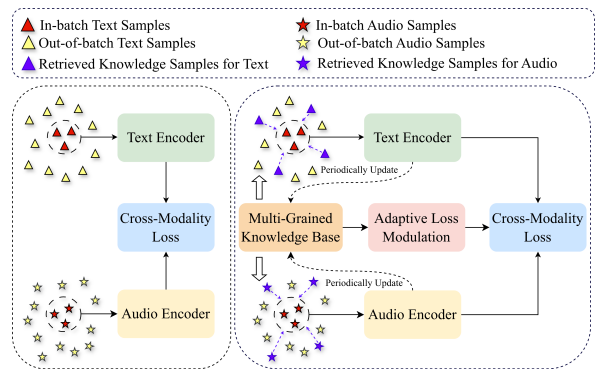 In-batch Text Samples
In-batch Audio Samples
Out-of-batch Text Samples
Out-of-batch Audio Samples
Retrieved Knowledge Samples for Text
Retrieved Knowledge Samples for Audio
Text Encoder
Cross-Modality
Loss
Audio Encoder
Text Encoder
Periodically Update
Multi-Grained
Knowledge Base
Adaptive Loss
Modulation
Cross-Modality
Loss
Periodically Update
Audio Encoder